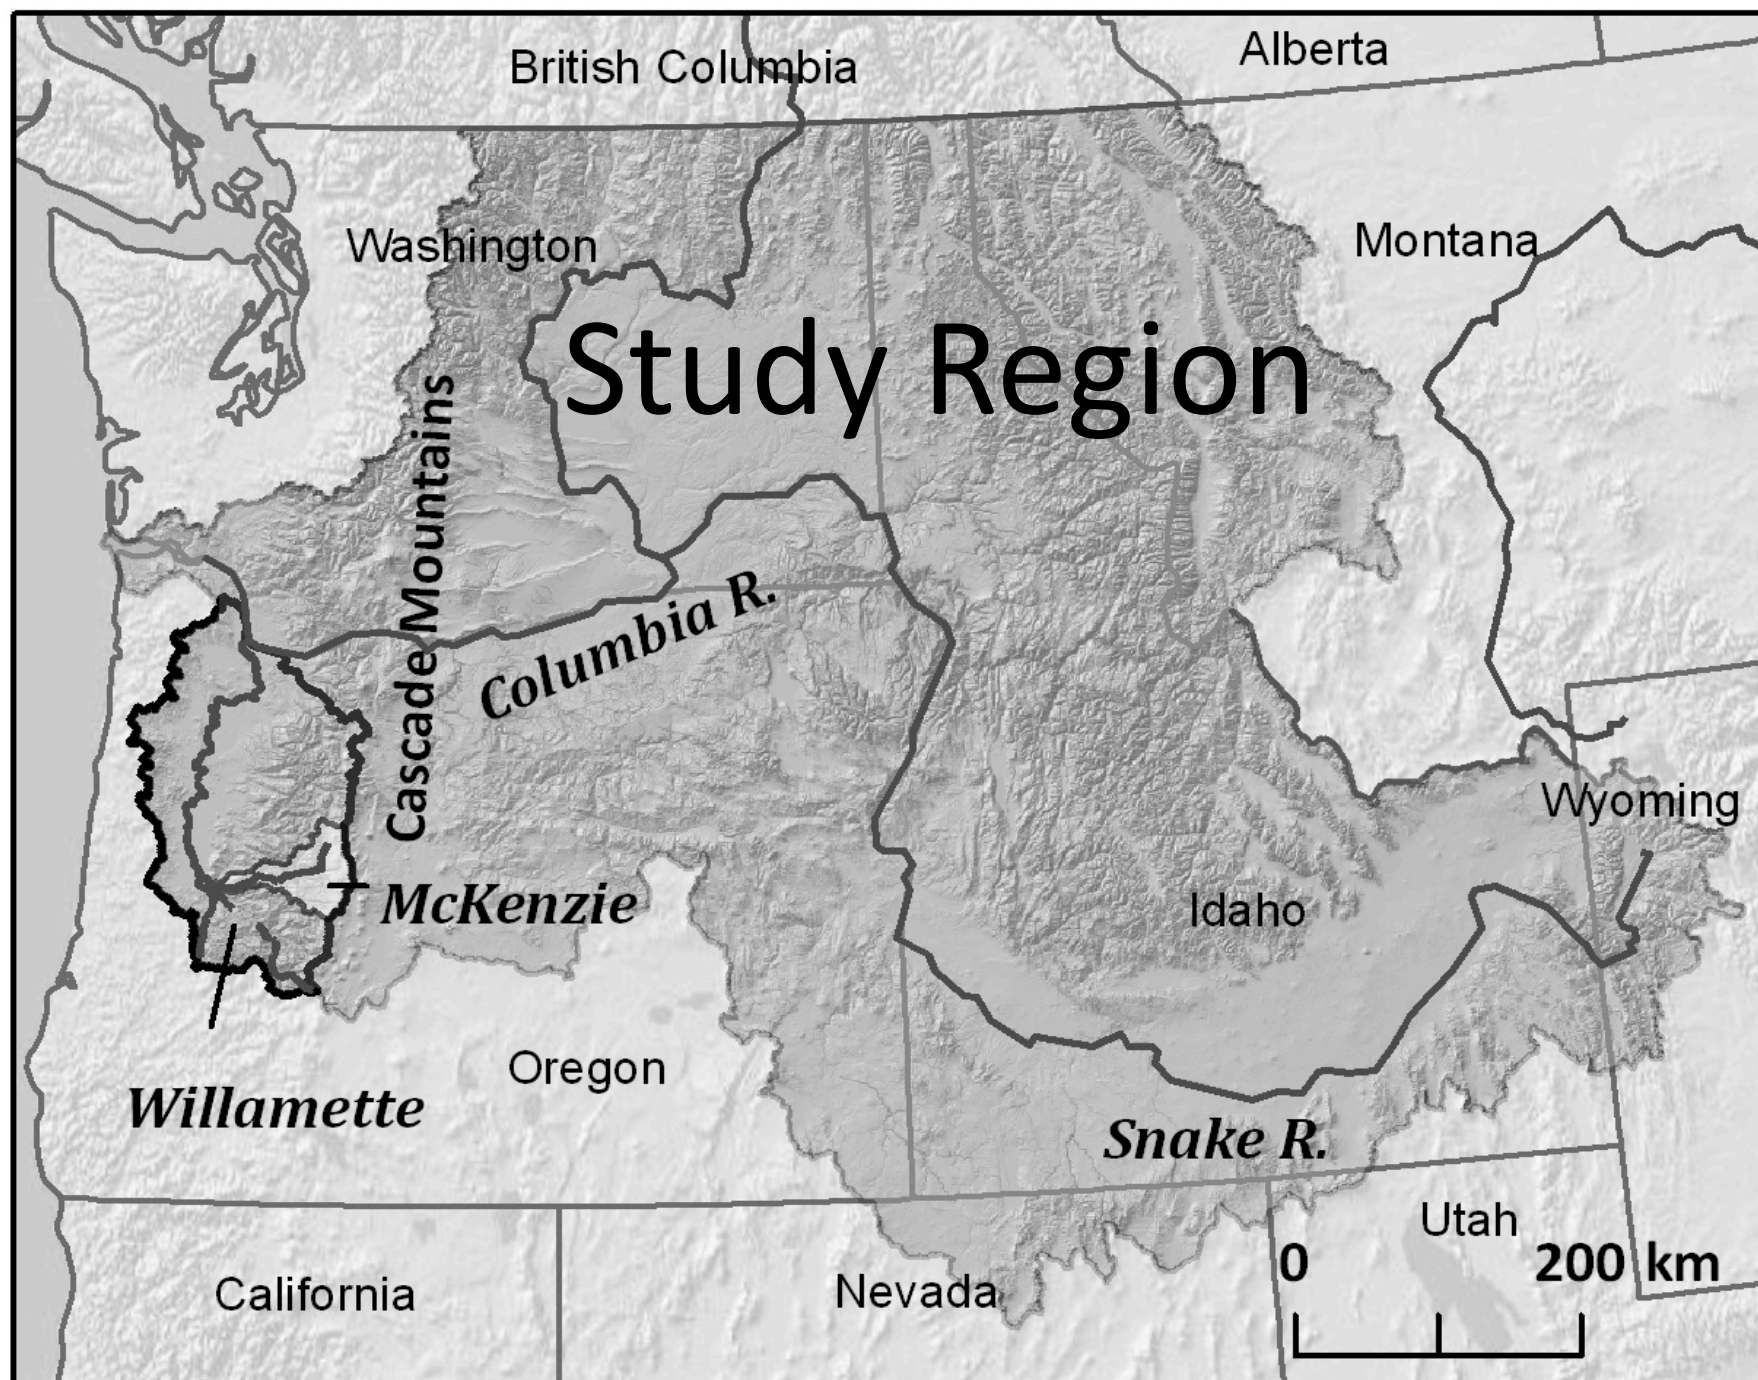 British Columbia
Alberta
Washington
Montana
Study Region
Cascade Mountains
Columbia R.
Wyoming
McKenzie
Idaho
Oregon
Willamette
Snake R.
Utah
0 200 km
California
Nevada